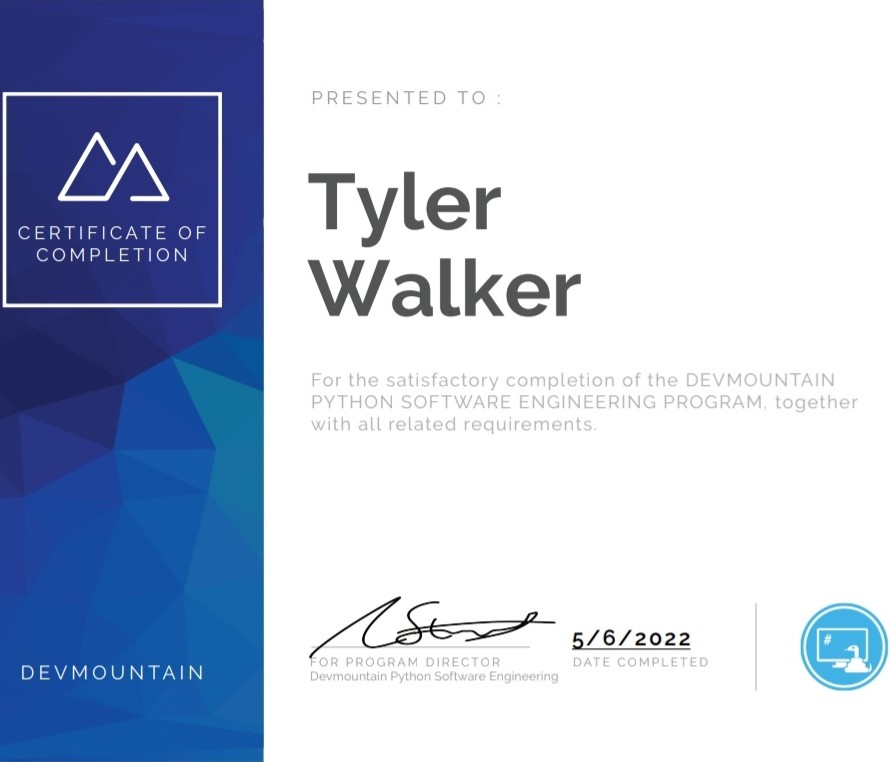 CERTIFICATE OF
COMPLETION
DEVMOUNTAIN
PRESENTED TO :
Tyler
Walker
For the satisfactory completion of the DEVMOUNTAIN
PYTHON SOFTWARE ENGINEERING PROGRAM, together
with all related requirements.
FOR PROGRAM DIRECTOR
Devmountain Python Software Engineering
5/6/2022
DATE COMPLETED
#